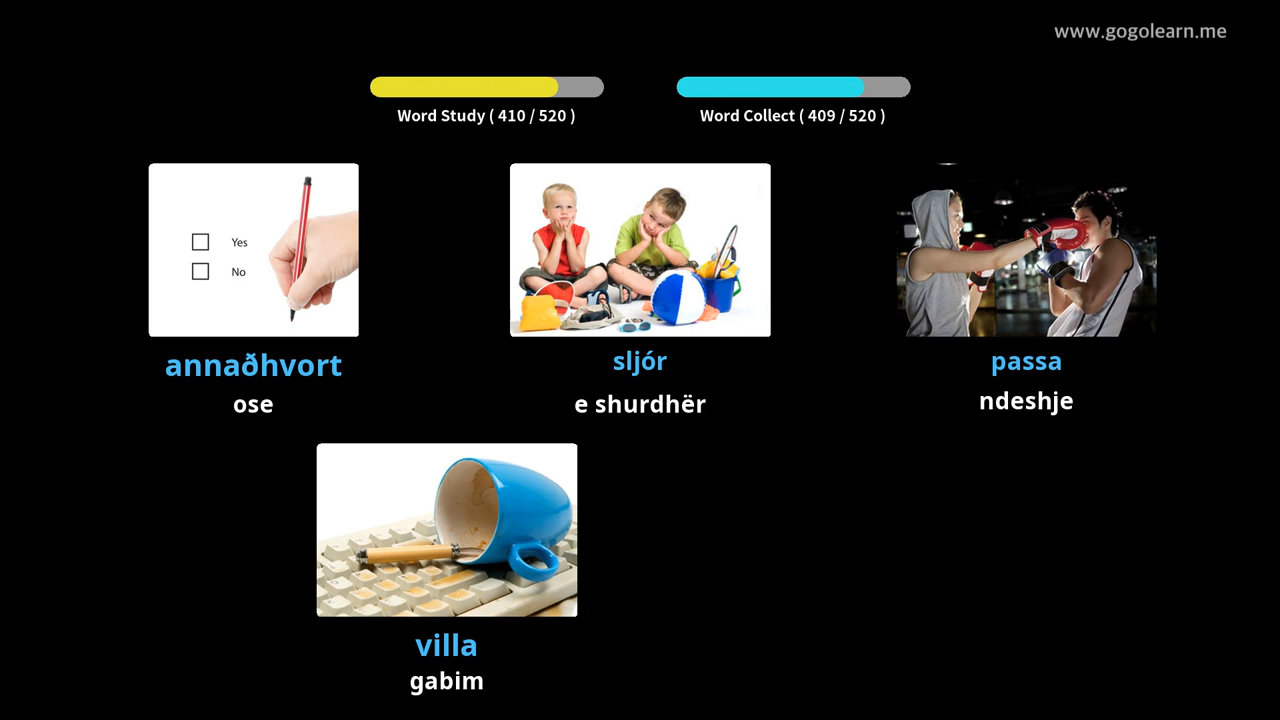 www.gogolearn.me
Word Study ( 410 / 520 )
Word Collect ( 409 / 520 )
Yes
No
annaðhvort
ose
sljór
e shurdhër
passa
ndeshje
villa
gabim